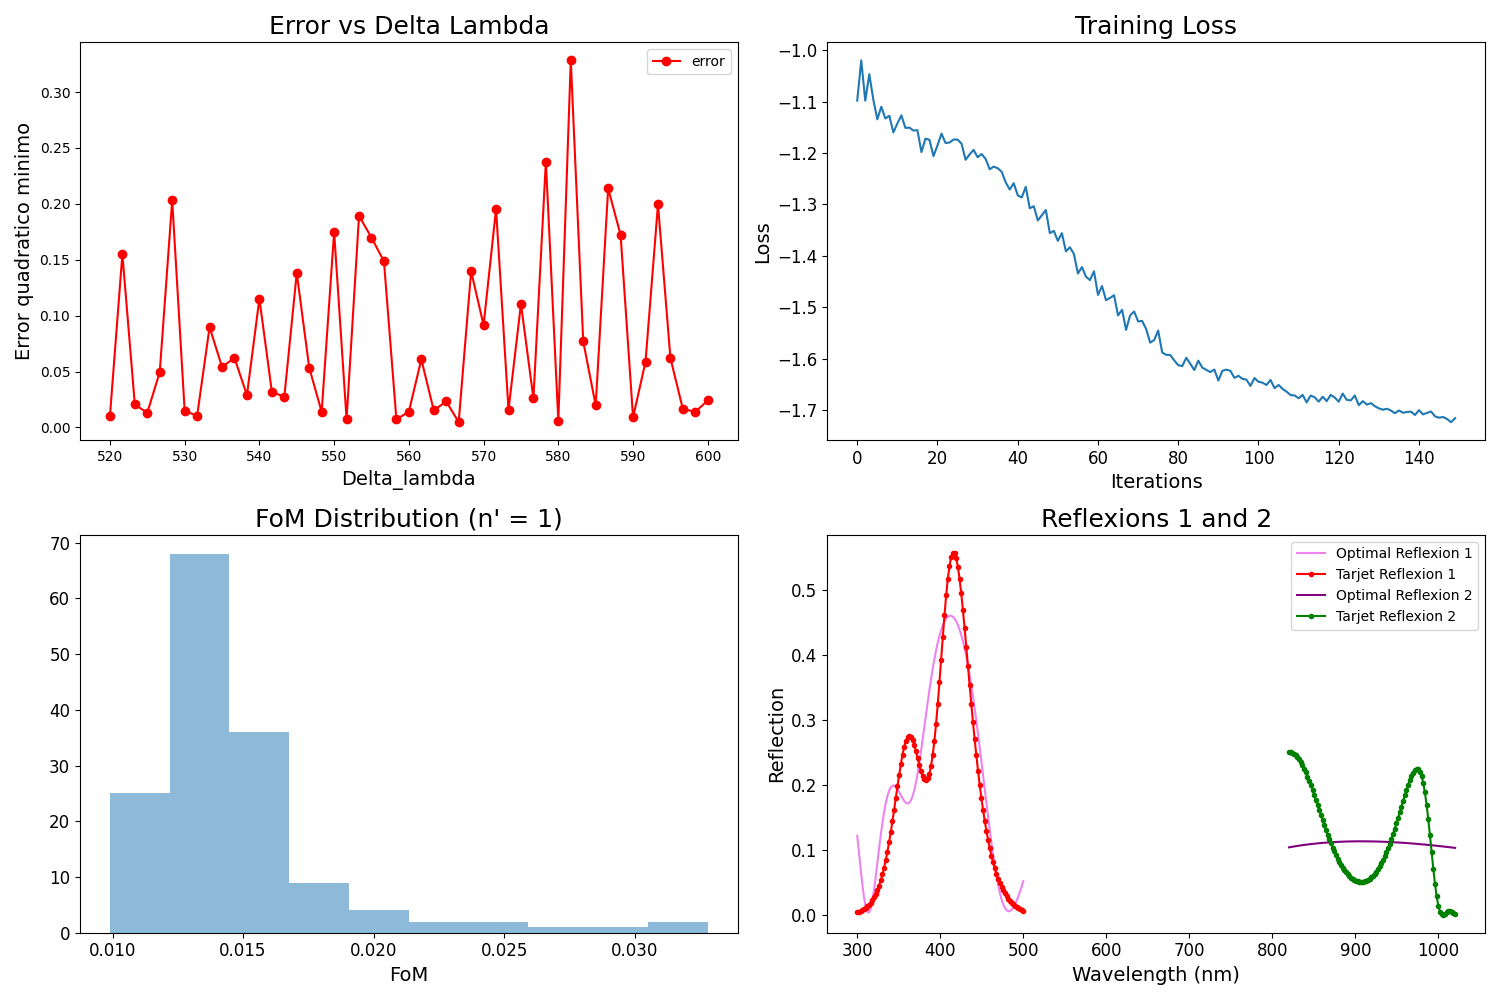 Error vs Delta Lambda
error
Error quadratico minimo
0.30
0.25
0.20
0.15
0.10
0.05
0.00
520 530 540 550 560 570 580 590 600
Delta_lambda
Training Loss
Loss
−1.0
−1.1
−1.2
−1.3
−1.4
−1.5
−1.6
−1.7
0 20 40 60 80 100 120 140
Iterations
FoM Distribution (n' = 1)
70
60
50
40
30
20
10
0
0.010 0.015 0.020 0.025 0.030
FoM
Reflexions 1 and 2
Optimal Reflexion 1
Tarjet Reflexion 1
Optimal Reflexion 2
Tarjet Reflexion 2
Reflection
0.5
0.4
0.3
0.2
0.1
0.0
300 400 500 600 700 800 900 1000
Wavelength (nm)